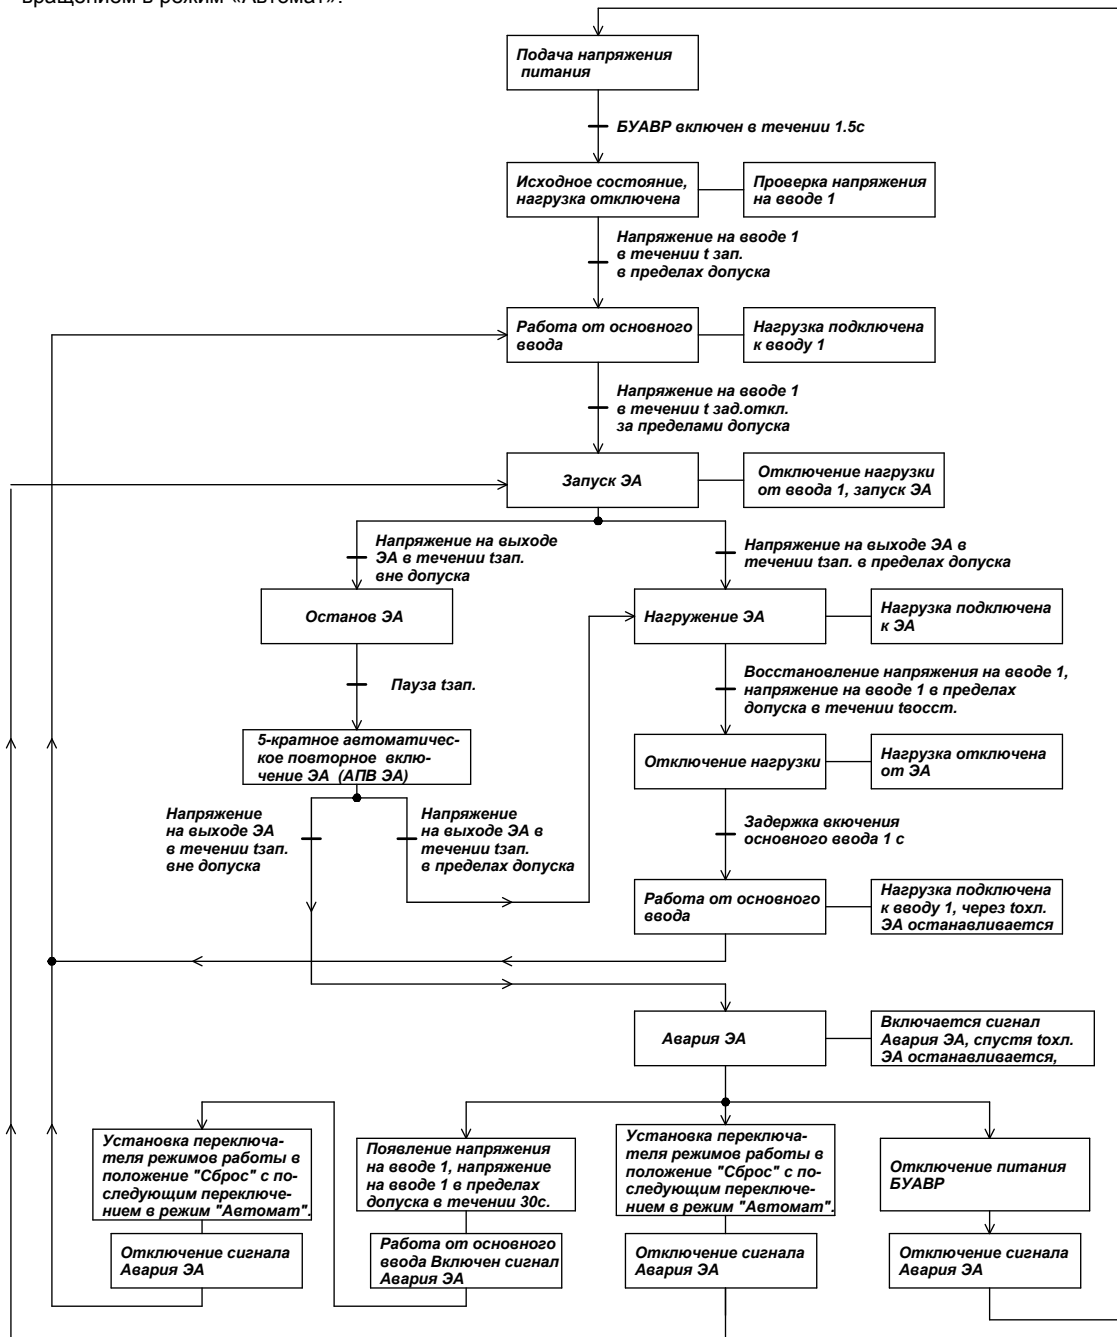 вращением в режим «Автомат».
Подача напряжения
питания
БУАВР включен в течении 1.5с
Исходное состояние,
нагрузка отключена
Проверка напряжения
на вводе 1
Напряжение на вводе 1
в течении t зап.
в пределах допуска
Работа от основного
ввода
Нагрузка подключена
к вводу 1
Напряжение на вводе 1
в течении t зад.откл.
за пределами допуска
Запуск ЭА
Отключение нагрузки
от ввода 1, запуск ЭА
Напряжение на выходе
ЭА в течении tзап.
вне допуска
Напряжение на выходе ЭА в
течении tзап. в пределах допуска
Останов ЭА
Нагружение ЭА
Нагрузка подключена
к ЭА
Пауза tзап.
Восстановление напряжения на вводе 1,
напряжение на вводе 1 в пределах
допуска в течении tвосст.
5-кратное автоматичес-
кое повторное вклю-
чение ЭА (АПВ ЭА)
Отключение нагрузки
Нагрузка отключена
от ЭА
Напряжение
на выходе ЭА
в течении tзап.
вне допуска
Напряжение
на выходе ЭА в
течении tзап.
в пределах допуска
Задержка вкючения
основного ввода 1 с
Работа от основного
ввода
Нагрузка подключена
к вводу 1, через tохл.
ЭА останавливается
Авария ЭА
Включается сигнал
Авария ЭА, спустя tохл.
ЭА останавливается,
Установка переключа-
теля режимов работы в
положение "Сброс" с по-
следующим переключе-
нием в режим "Автомат".
Появление напряжения
на вводе 1, напряжение
на вводе 1 в пределах
допуска в течении 30с.
Установка переключа-
теля режимов работы в
положение "Сброс" с по-
следующим переключе-
нием в режим "Автомат".
Отключение питания
БУАВР
Отключение сигнала
Авария ЭА
Работа от основного
ввода Включен сигнал
Авария ЭА
Отключение сигнала
Авария ЭА
Отключение сигнала
Авария ЭА